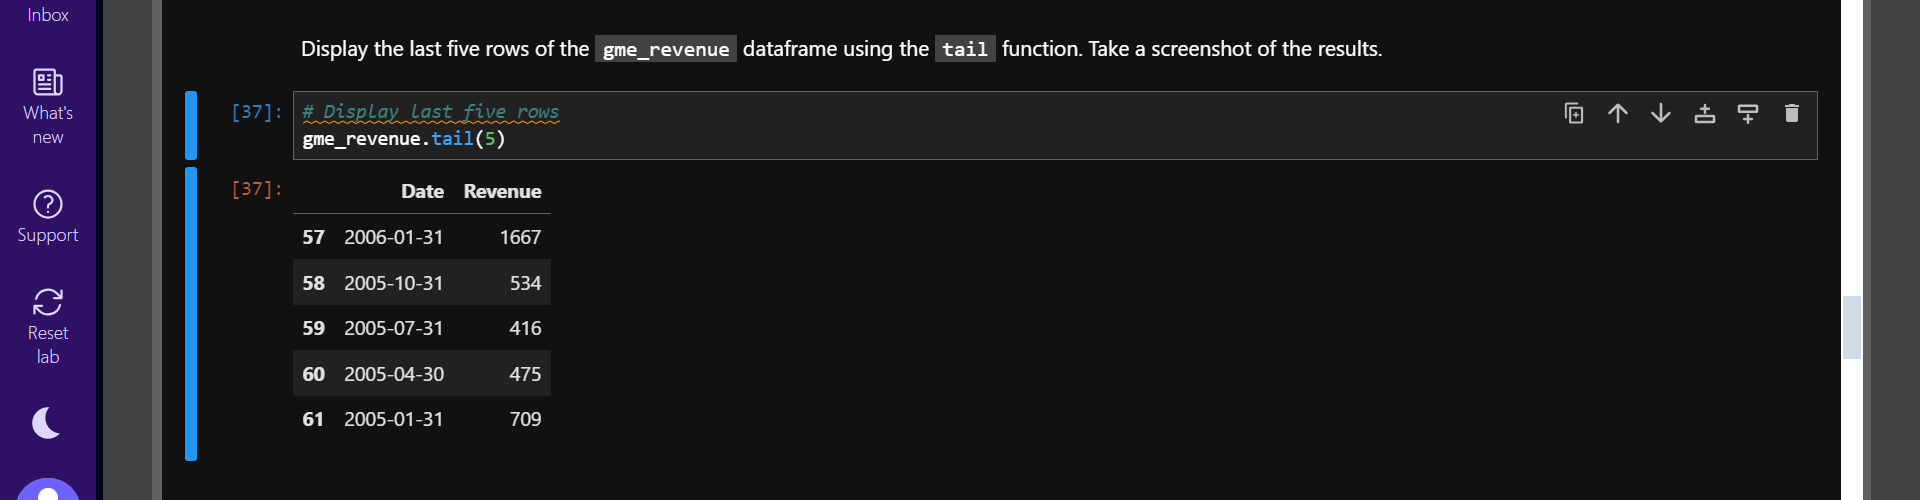 Inbox
What's
new
Support
Reset
lab
Display the last five rows of the gme_revenue dataframe using the tail function. Take a screenshot of the results.
[37]:
# Display last five rows
gme_revenue.tail(5)
[37]:
Date Revenue
57 2006-01-31 1667
58 2005-10-31 534
59 2005-07-31 416
60 2005-04-30 475
61 2005-01-31 709